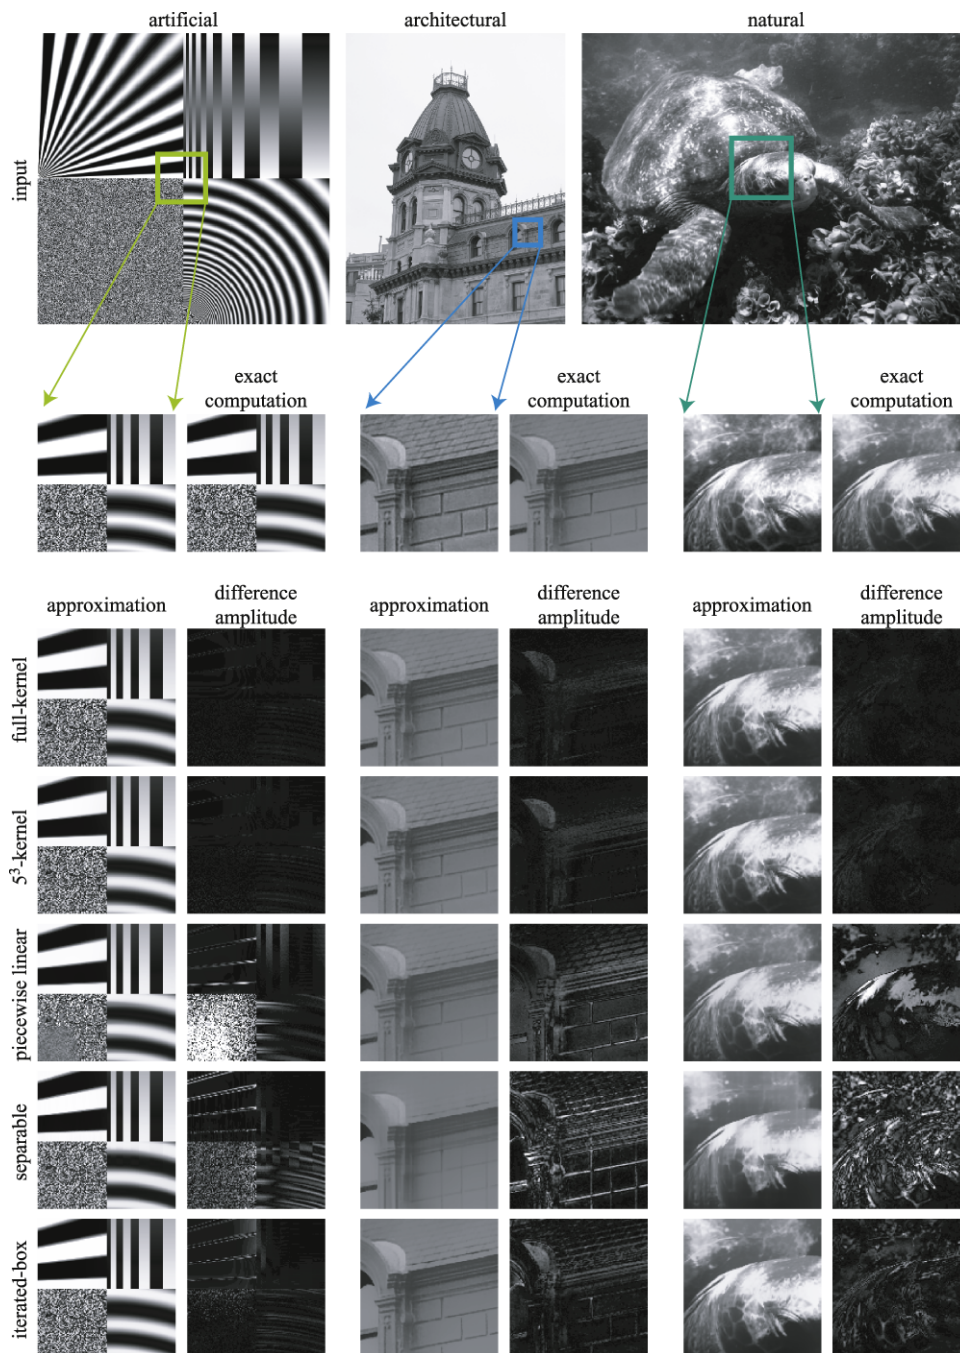 artificial
architectural
natural
input
exact
computation
exact
computation
exact
computation
approximation
difference
amplitude
approximation
difference
amplitude
approximation
difference
amplitude
full-kernel
5³-kernel
piecewise linear
separable
iterated-box